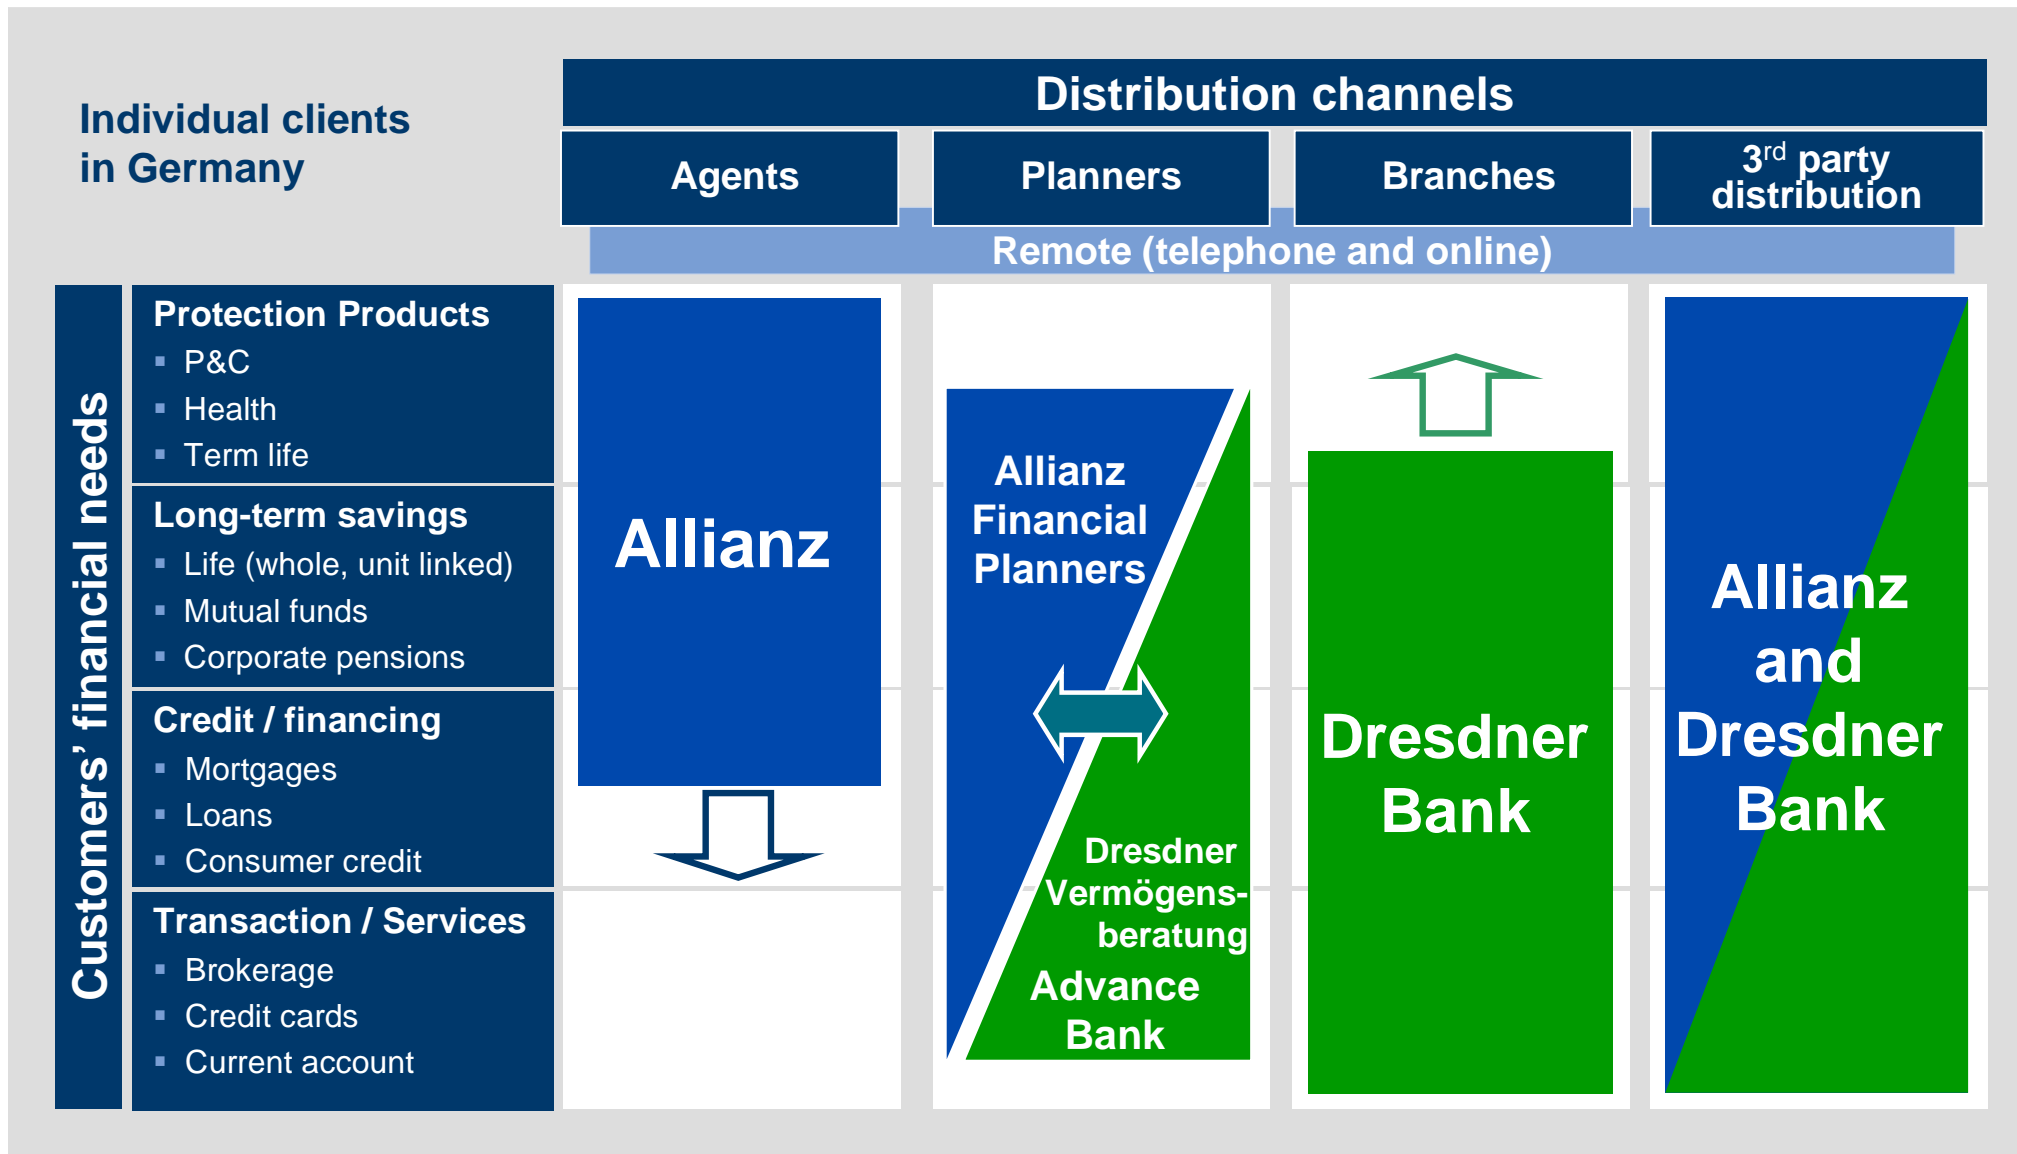 Individual clients
in Germany
Distribution channels
Agents
Planners
Branches
3rd party
distribution
Remote (telephone and online)
Customers’ financial needs
Protection Products
▪ P&C
▪ Health
▪ Term life
Long-term savings
▪ Life (whole, unit linked)
▪ Mutual funds
▪ Corporate pensions
Credit / financing
▪ Mortgages
▪ Loans
▪ Consumer credit
Transaction / Services
▪ Brokerage
▪ Credit cards
▪ Current account
Allianz
Allianz
Financial
Planners
Dresdner
Vermögens-
beratung
Advance
Bank
Dresdner
Bank
Allianz
and
Dresdner
Bank